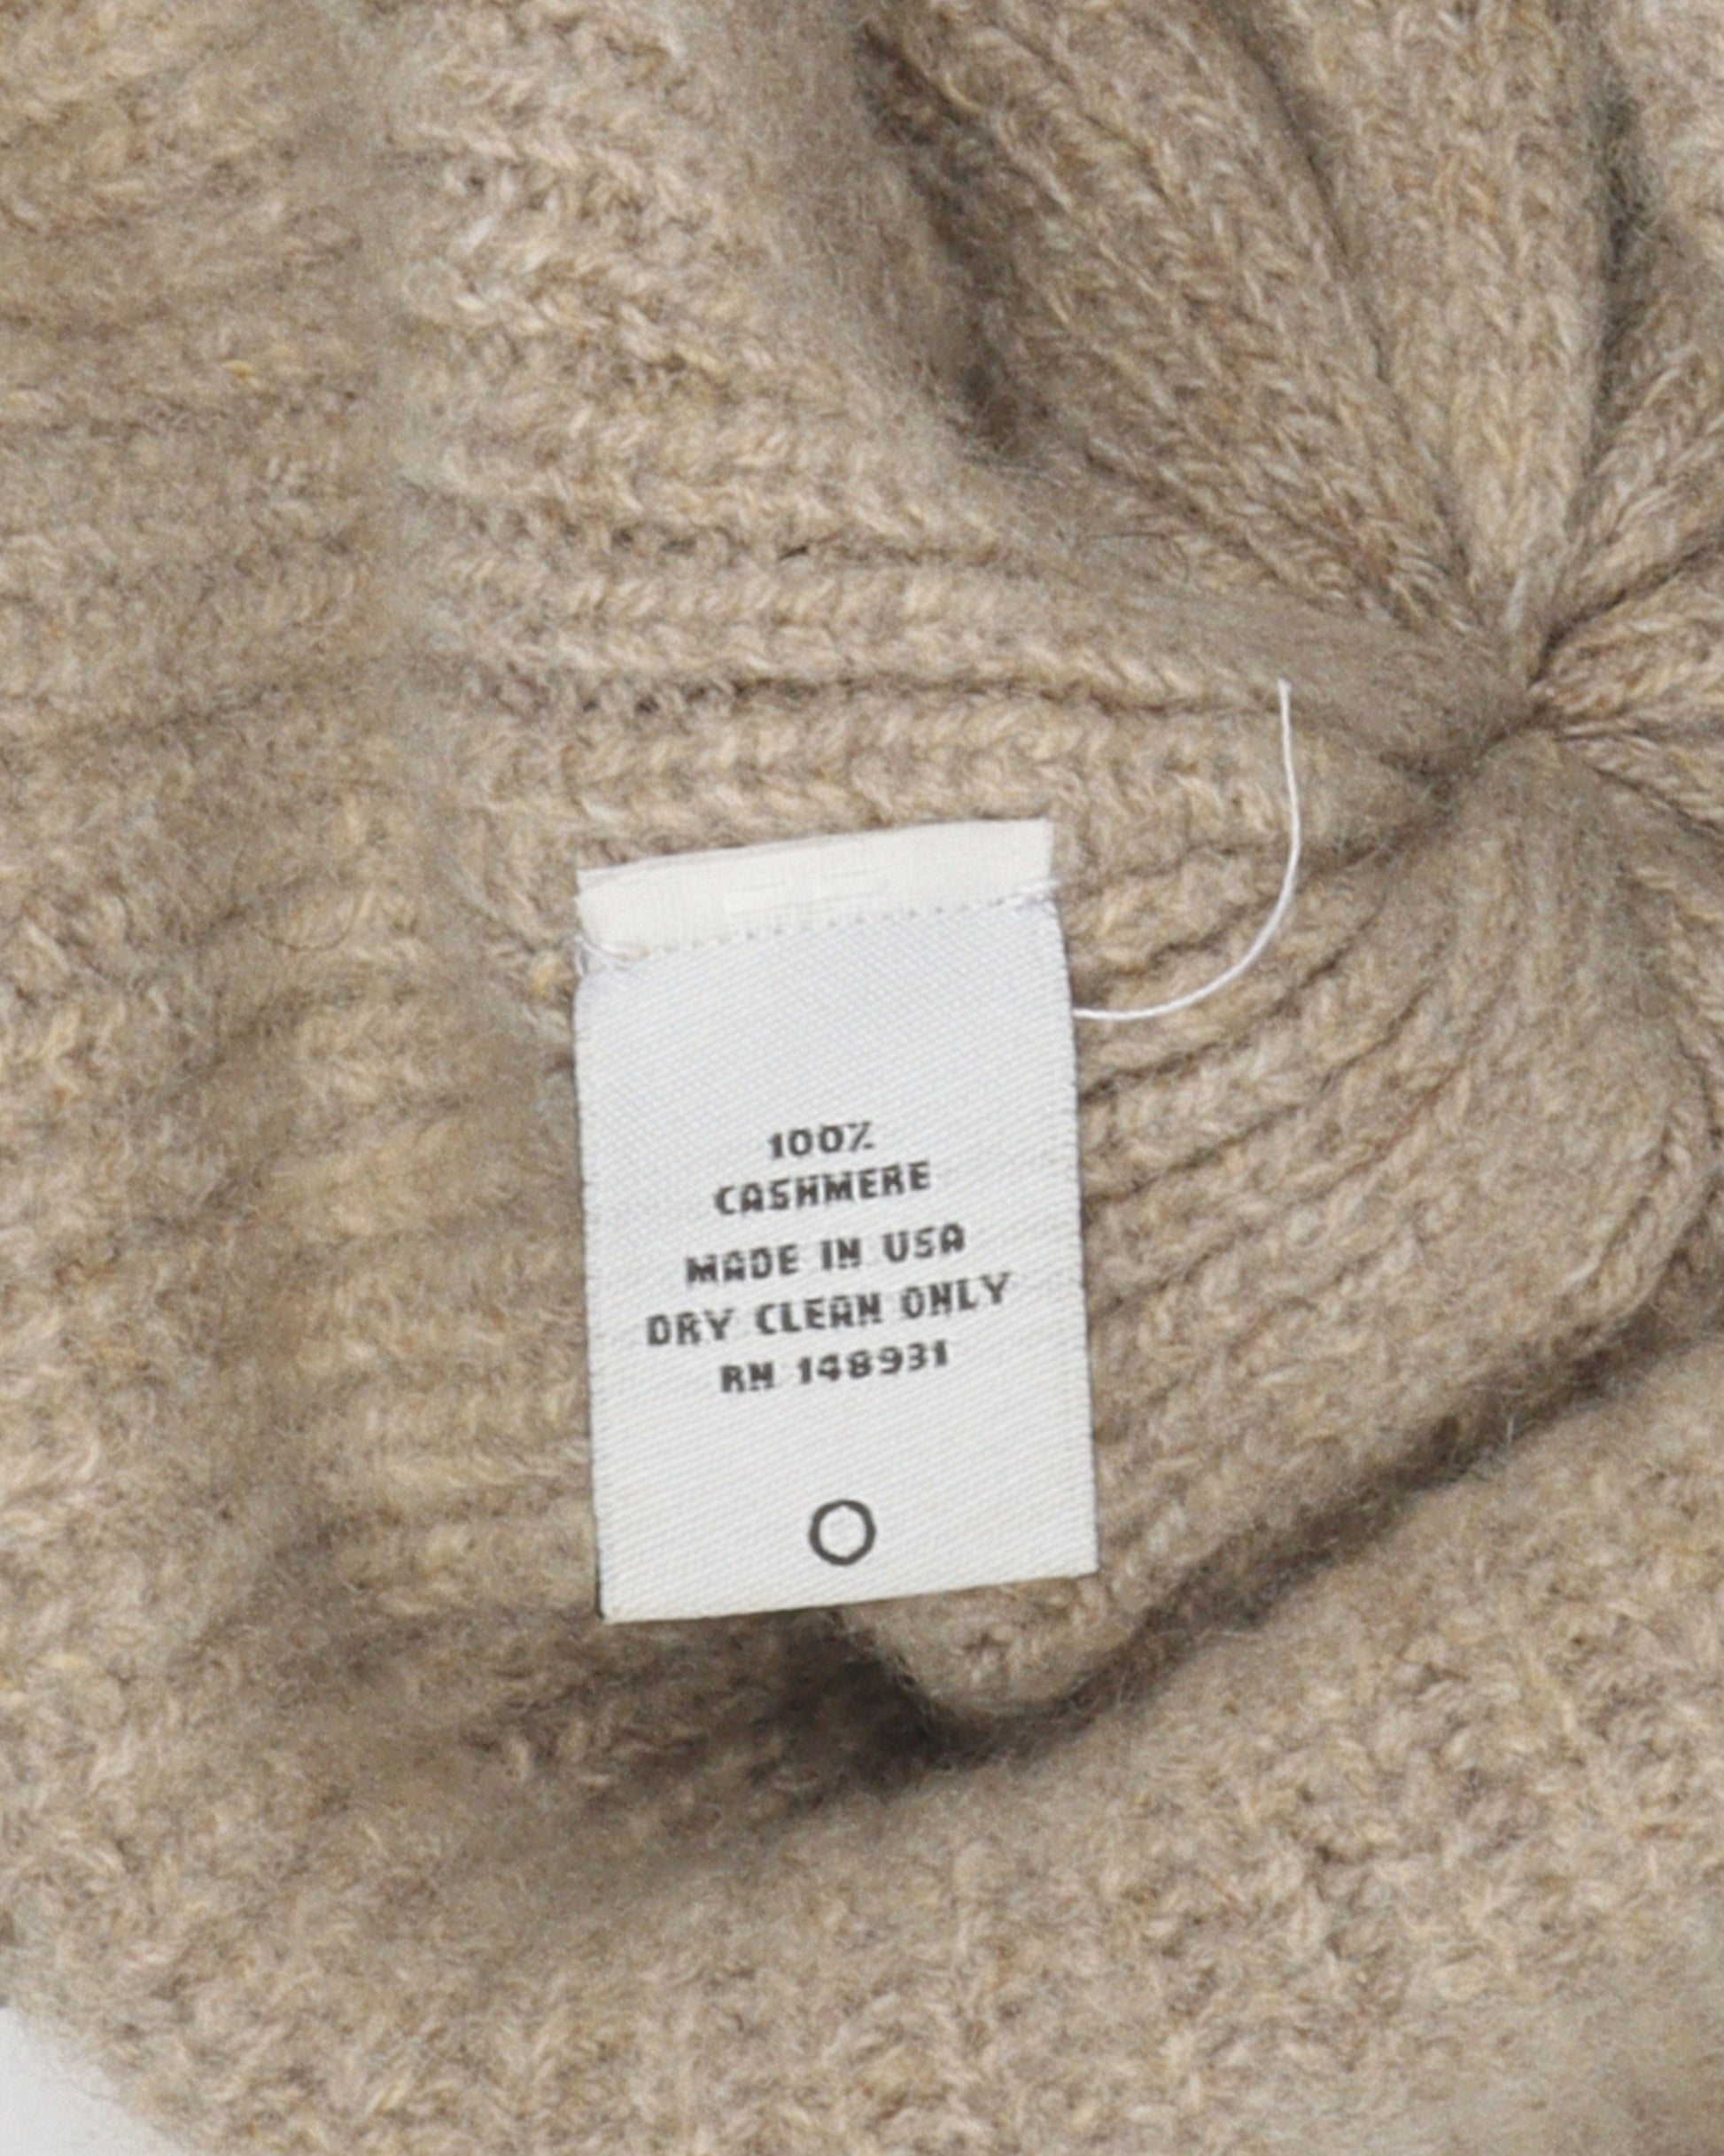 100%
CASHMERE
MADE IN USA
DRY CLEAN ONLY
RN 148931